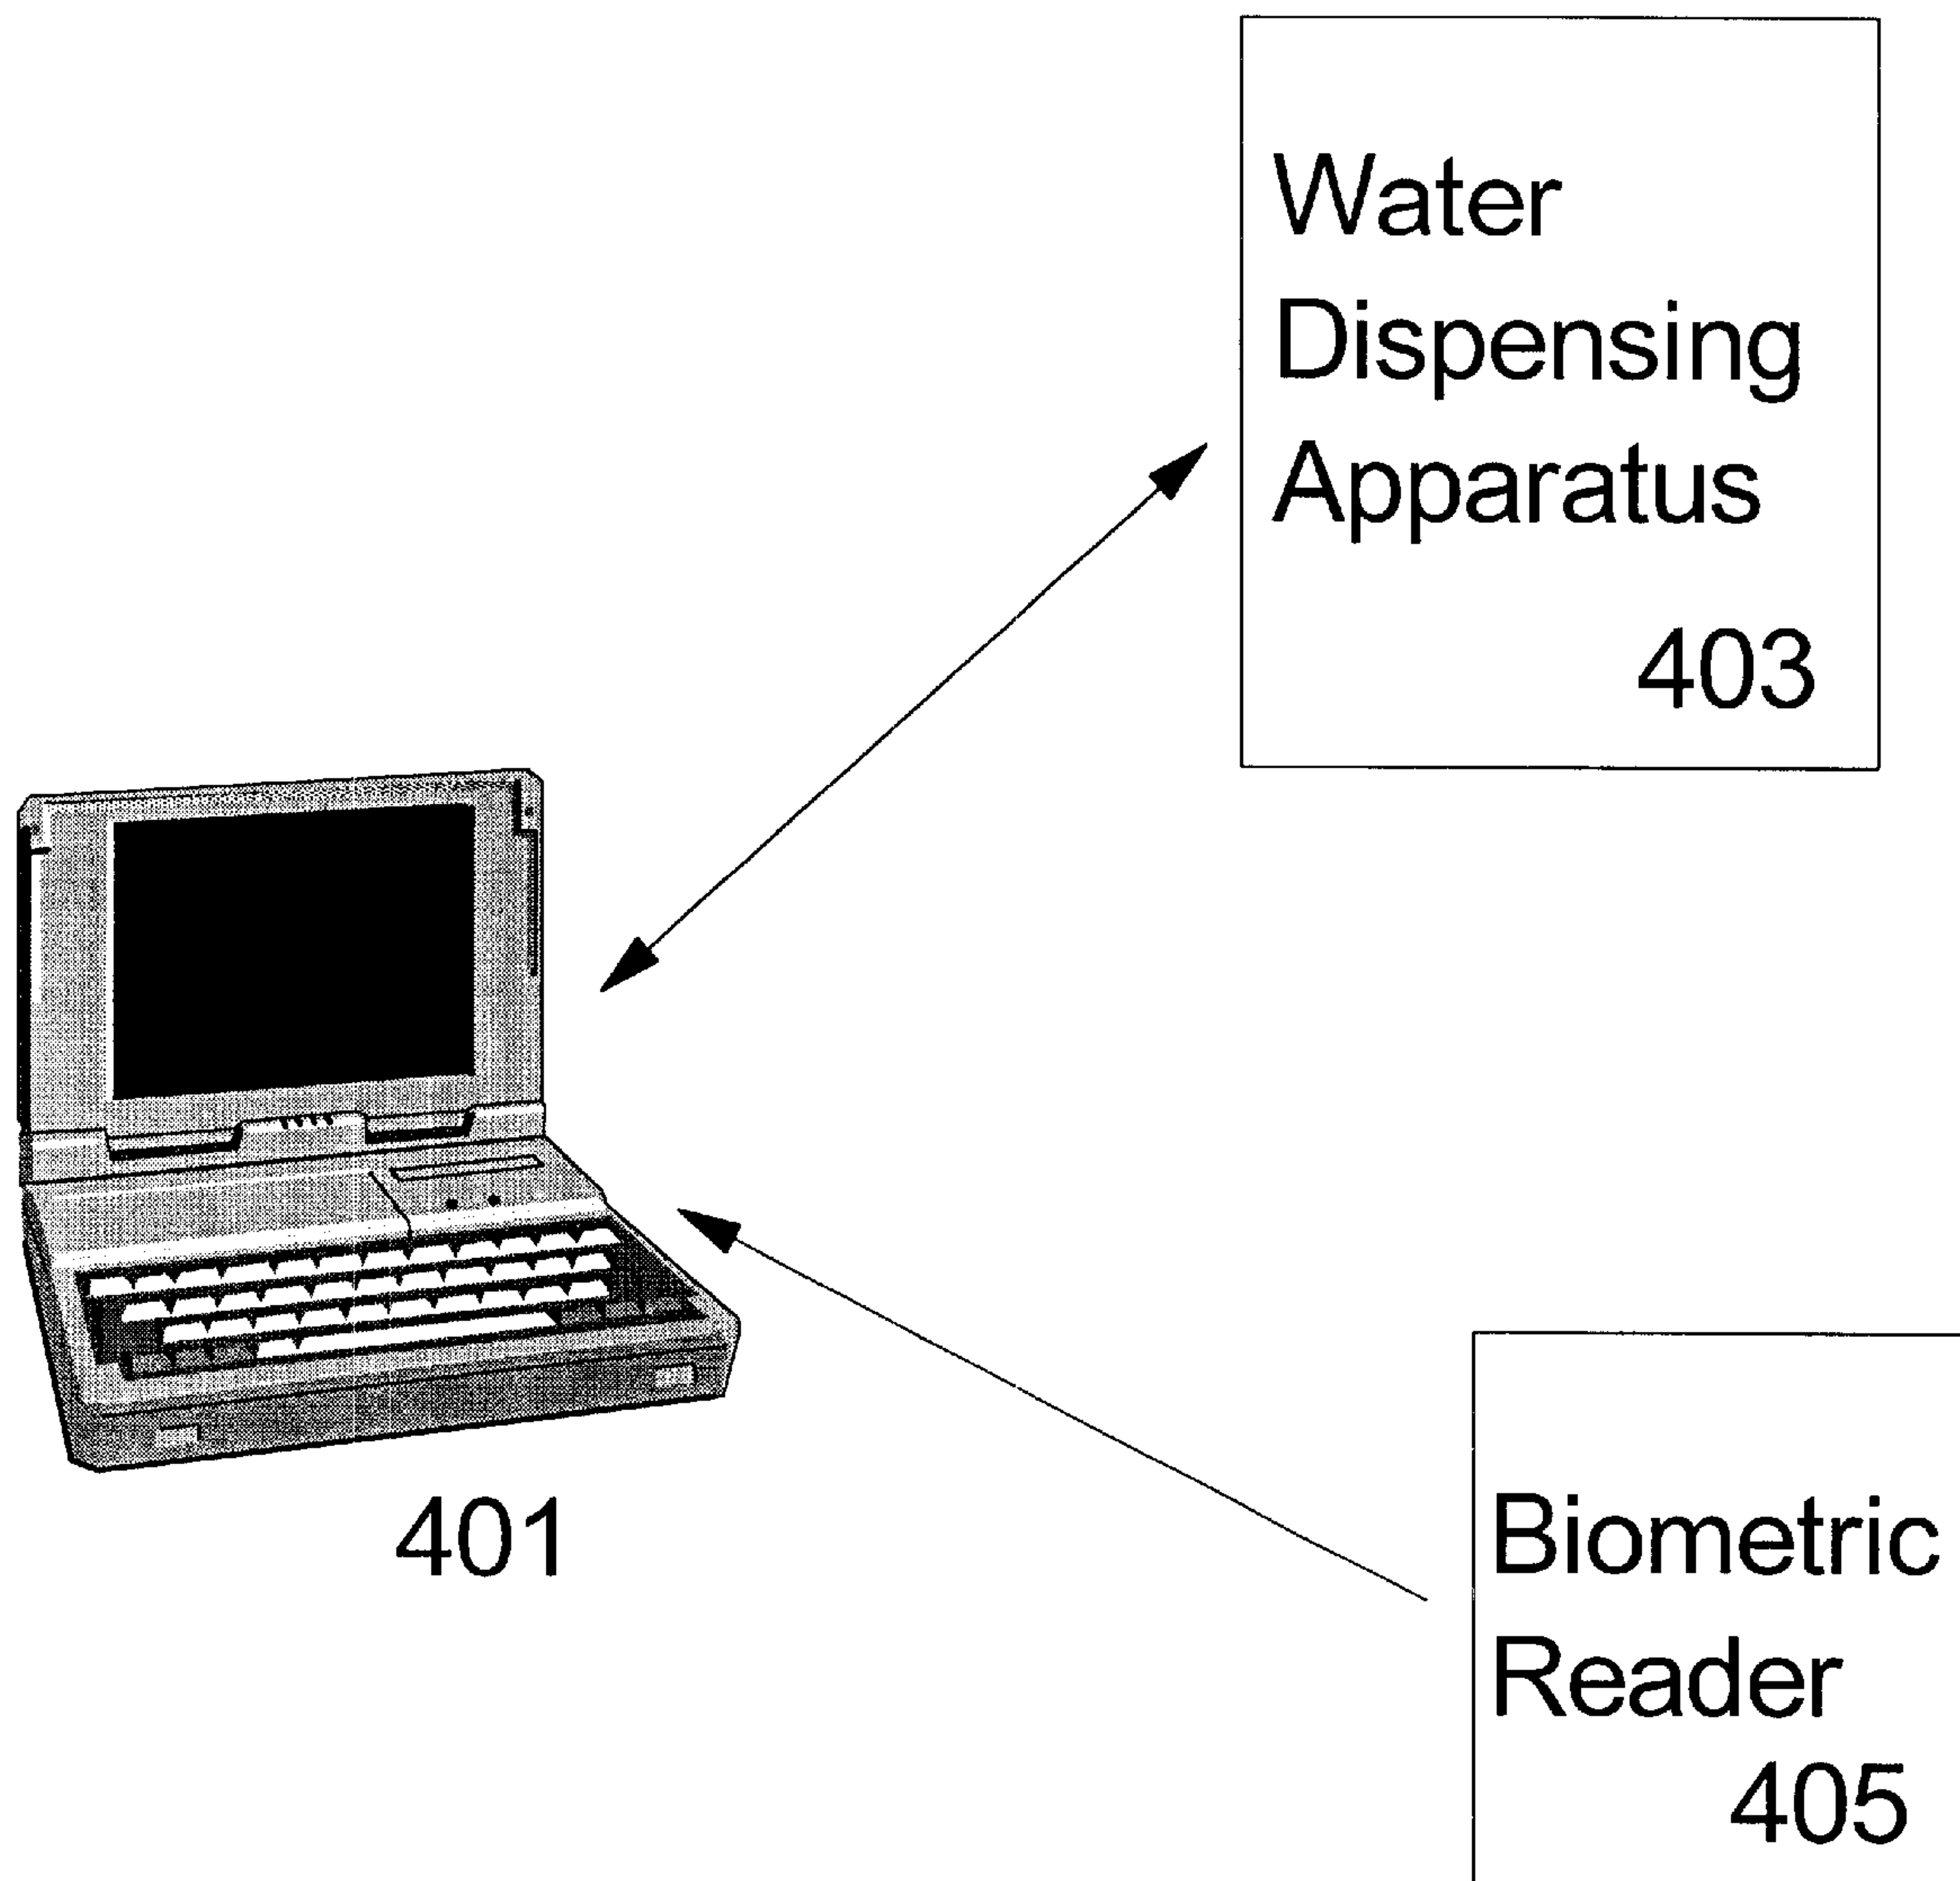 Water
Dispensing
Apparatus
403
401
Biometric
Reader
405